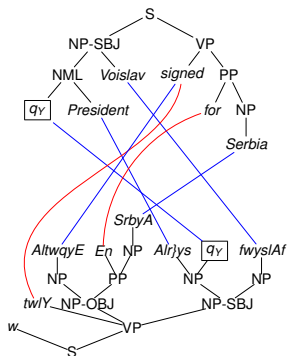 S
NP-SBJ VP
NML Voislav signed PP
qY President for NP
Serbia
SrbyA
AltwqyE En NP Alr}ys qY fwyslAf
NP PP NP NP
twlY NP-OBJ NP-SBJ
w VP
S